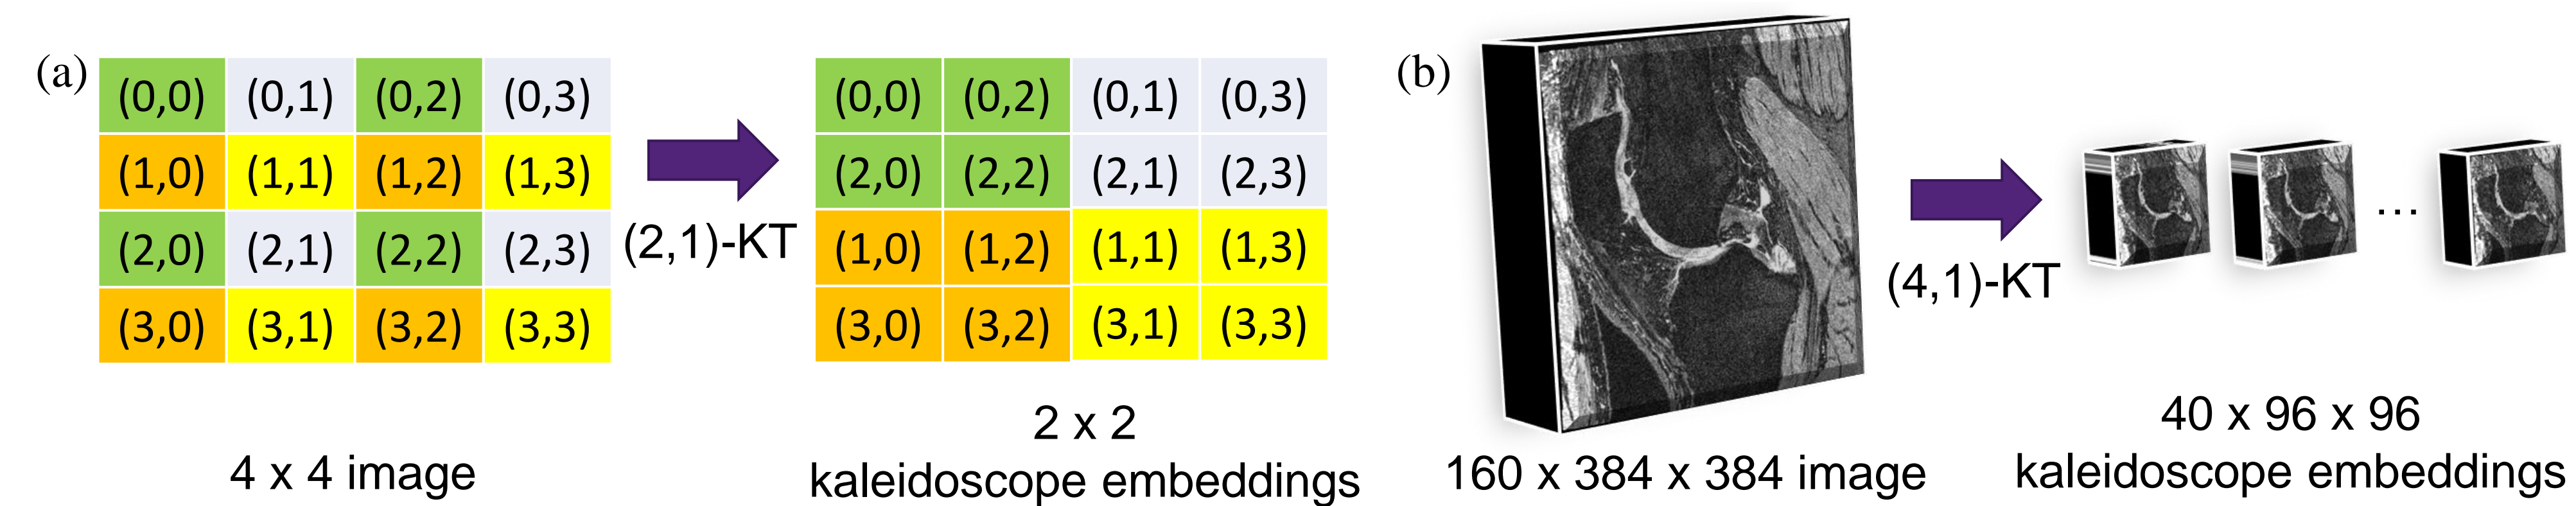 (a)
(0,0) (0,1) (0,2) (0,3)
(1,0) (1,1) (1,2) (1,3)
(2,0) (2,1) (2,2) (2,3)
(3,0) (3,1) (3,2) (3,3)
4 x 4 image
(2,1)-KT
(0,0) (0,2) (0,1) (0,3)
(2,0) (2,2) (2,1) (2,3)
(1,0) (1,2) (1,1) (1,3)
(3,0) (3,2) (3,1) (3,3)
2 x 2
kaleidoscope embeddings
(b)
160 x 384 x 384 image
(4,1)-KT
...
40 x 96 x 96
kaleidoscope embeddings